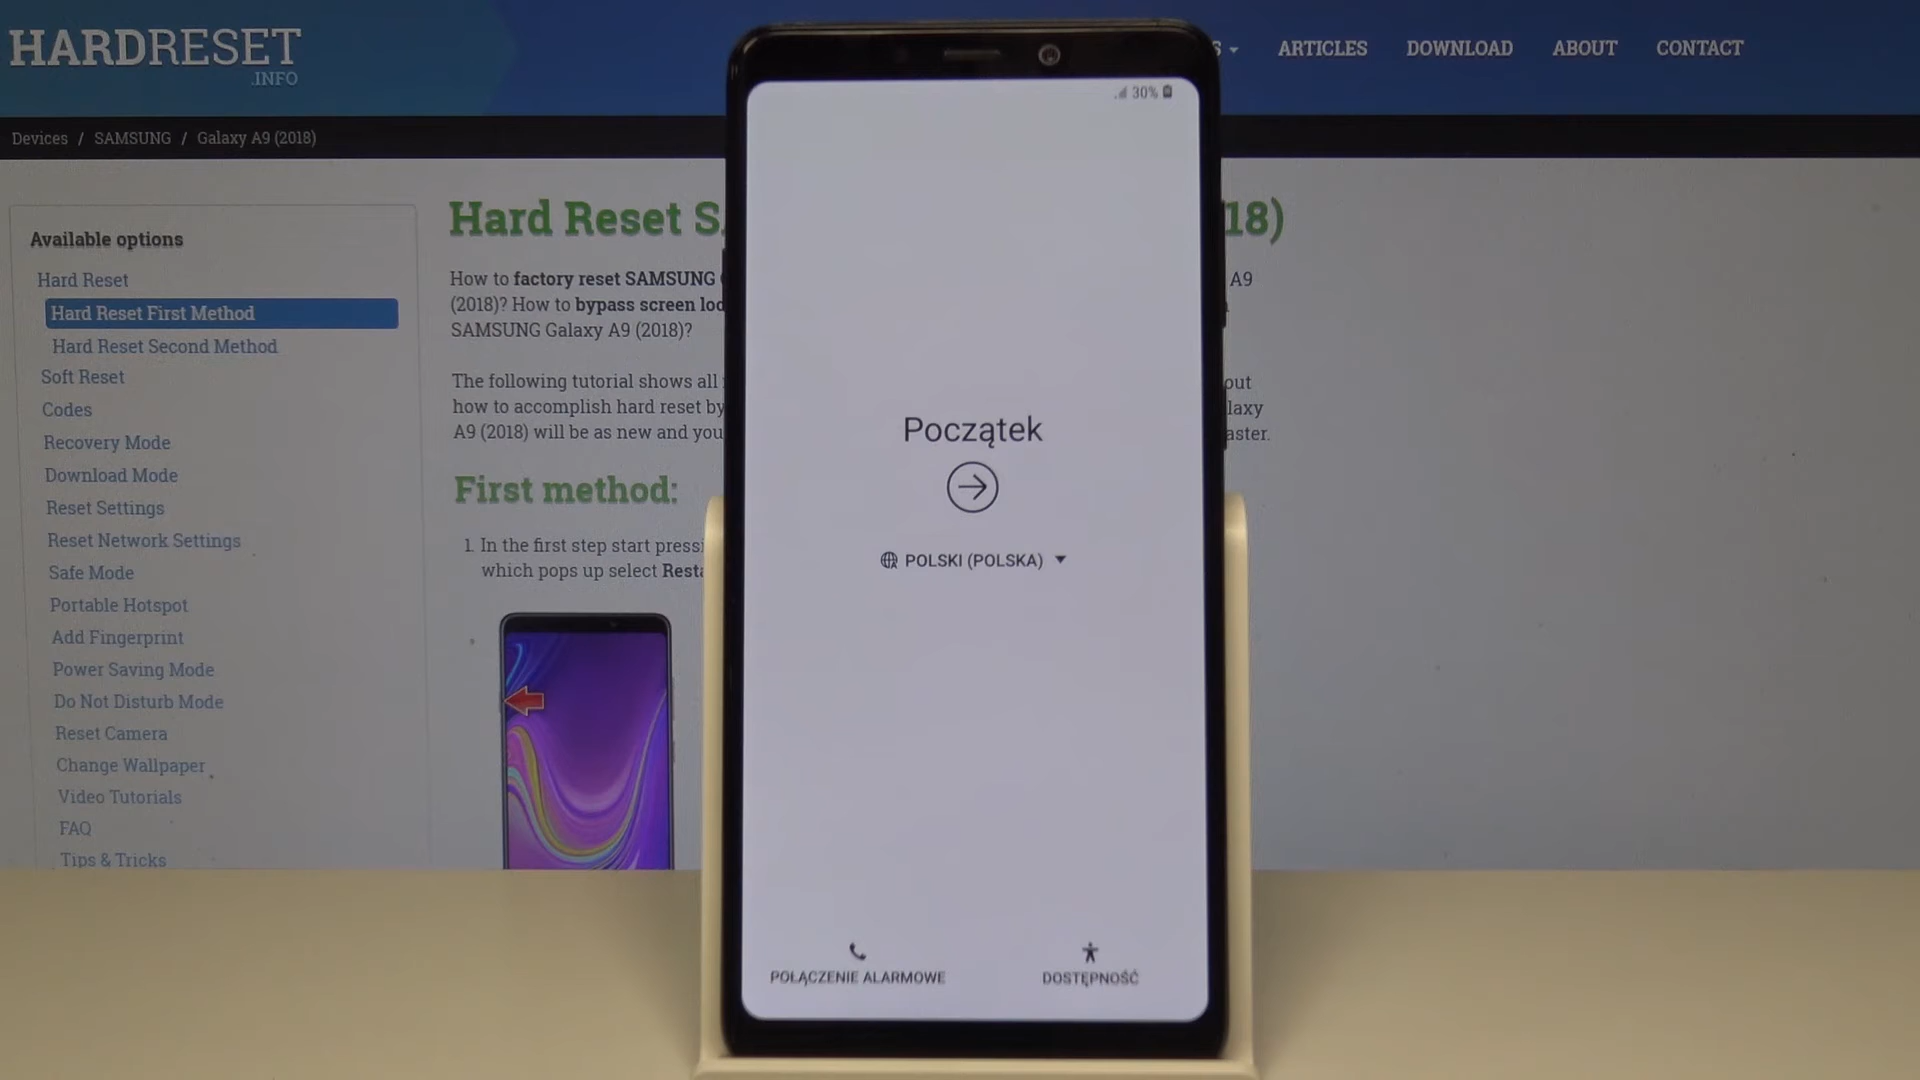 HARDRESET
.INFO
S
ARTICLES
DOWNLOAD
ABOUT
CONTACT
Devices / SAMSUNG / Galaxy A9 (2018)
Available options
Hard Reset
Hard Reset First Method
Hard Reset Second Method
Soft Reset
Codes
Recovery Mode
Download Mode
Reset Settings
Reset Network Settings
Safe Mode
Portable Hotspot
Add Fingerprint
Power Saving Mode
Do Not Disturb Mode
Reset Camera
Change Wallpaper
Video Tutorials
FAQ
Tips & Tricks
Hard Reset S 18)
How to factory reset SAMSUNG A9
(2018)? How to bypass screen loc
SAMSUNG Galaxy A9 (2018)?
The following tutorial shows all out
how to accomplish hard reset by laxy
A9 (2018) will be as new and you aster.
First method:
1. In the first step start pressi
which pops up select Resta
30%
Początek
POLSKI (POLSKA)
POŁĄCZENIE ALARMOWE
DOSTĘPNOŚĆ